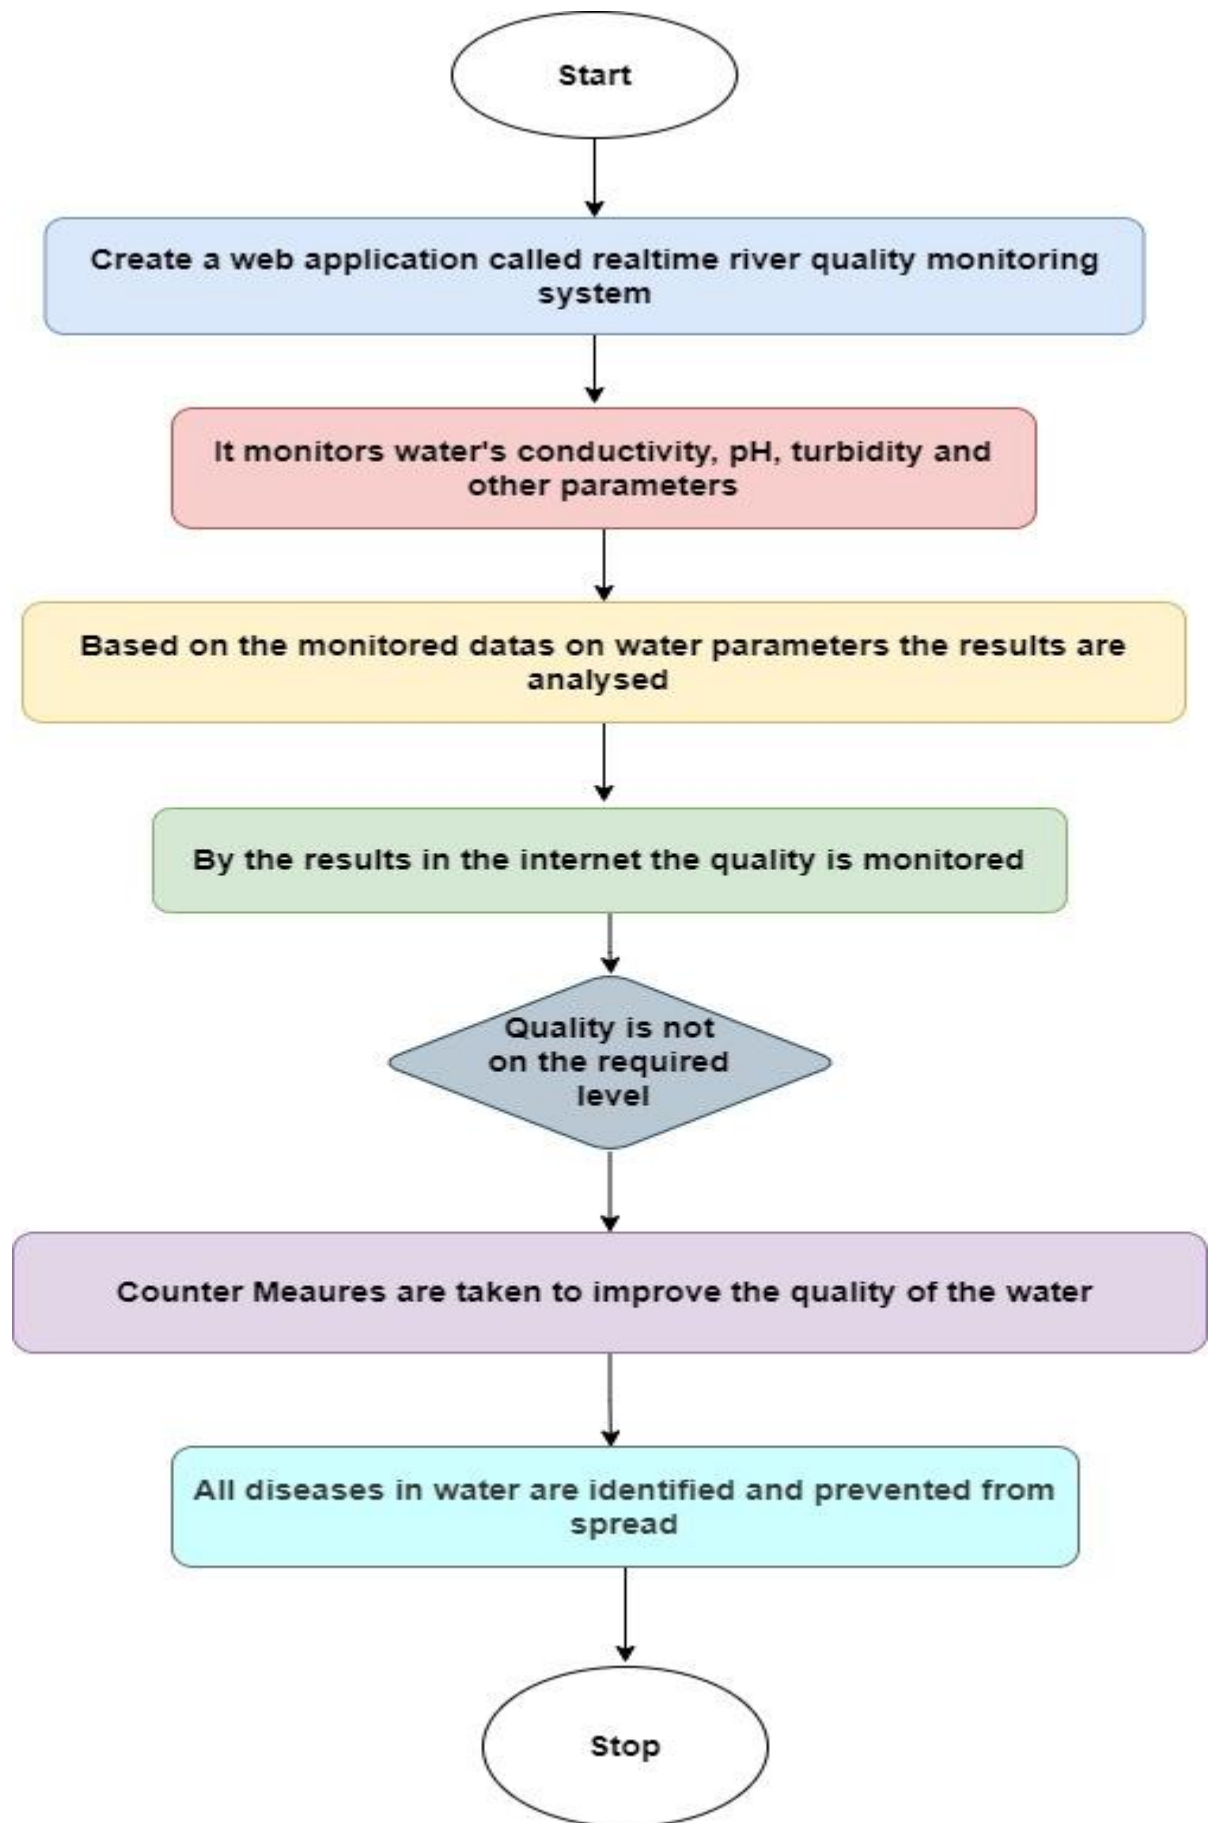 Start
Create a web application called realtime river quality monitoring
system
It monitors water's conductivity, pH, turbidity and
other parameters
Based on the monitored datas on water parameters the results are
analysed
By the results in the internet the quality is monitored
Quality is not
on the required
level
Counter Meaures are taken to improve the quality of the water
All diseases in water are identified and prevented from
spread
Stop